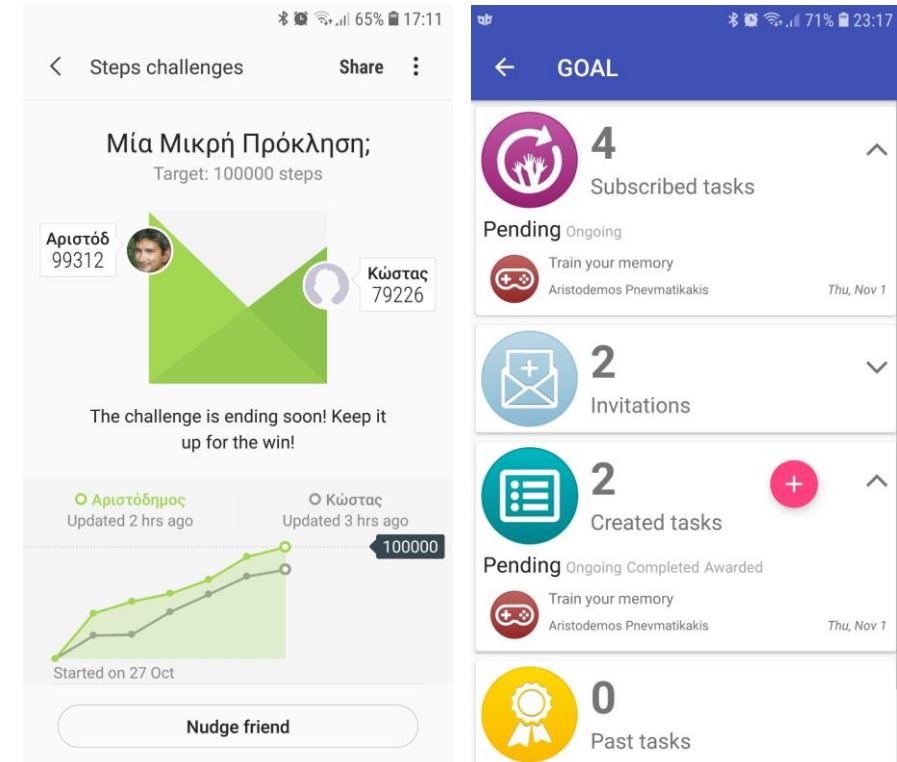 65% 17:11
Steps challenges Share
Μία Μικρή Πρόκληση;
Target: 100000 steps
Αριστόδ
99312
Κώστας
79226
The challenge is ending soon! Keep it
up for the win!
Αριστόδημος
Updated 2 hrs ago
Κώστας
Updated 3 hrs ago
100000
Started on 27 Oct
Nudge friend
71% 23:17
GOAL
4
Subscribed tasks
Pending Ongoing
Train your memory
Aristodemos Pnevmatikakis Thu, Nov 1
2
Invitations
2
Created tasks
Pending Ongoing Completed Awarded
Train your memory
Aristodemos Pnevmatikakis Thu, Nov 1
0
Past tasks